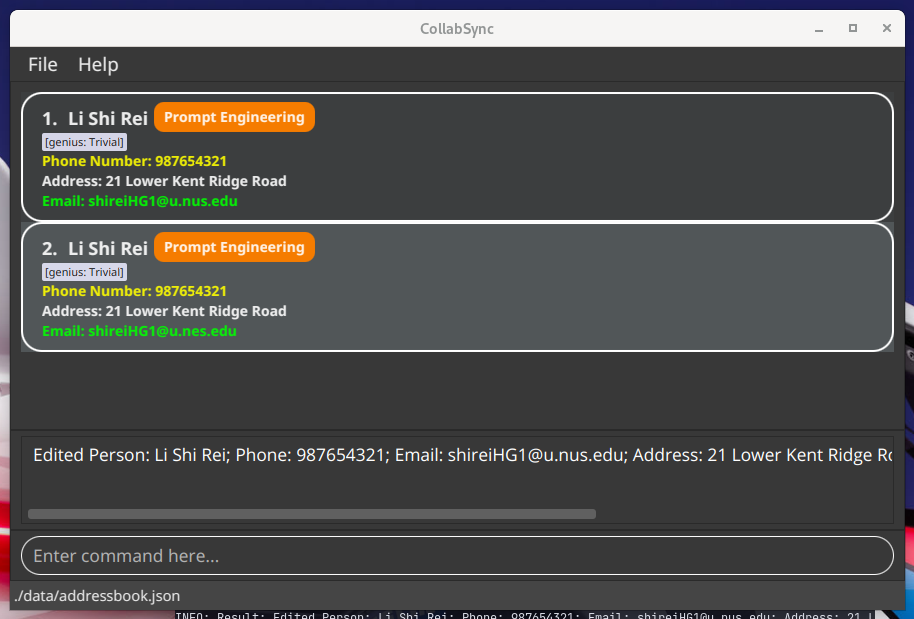 CollabSync
File Help
1. Li Shi Rei Prompt Engineering
[genius: Trivial]
Phone Number: 987654321
Address: 21 Lower Kent Ridge Road
Email: shireiHG1@u.nus.edu
2. Li Shi Rei Prompt Engineering
[genius: Trivial]
Phone Number: 987654321
Address: 21 Lower Kent Ridge Road
Email: shireiHG1@u.nes.edu
Edited Person: Li Shi Rei; Phone: 987654321; Email: shireiHG1@u.nus.edu; Address: 21 Lower Kent Ridge Ro
Enter command here...
./data/addressbook.json
INFO: Result: Edited Person: Li Shi Rei; Phone: 987654321; Email: shireiHG1@u.nus.edu; Address: 21 L